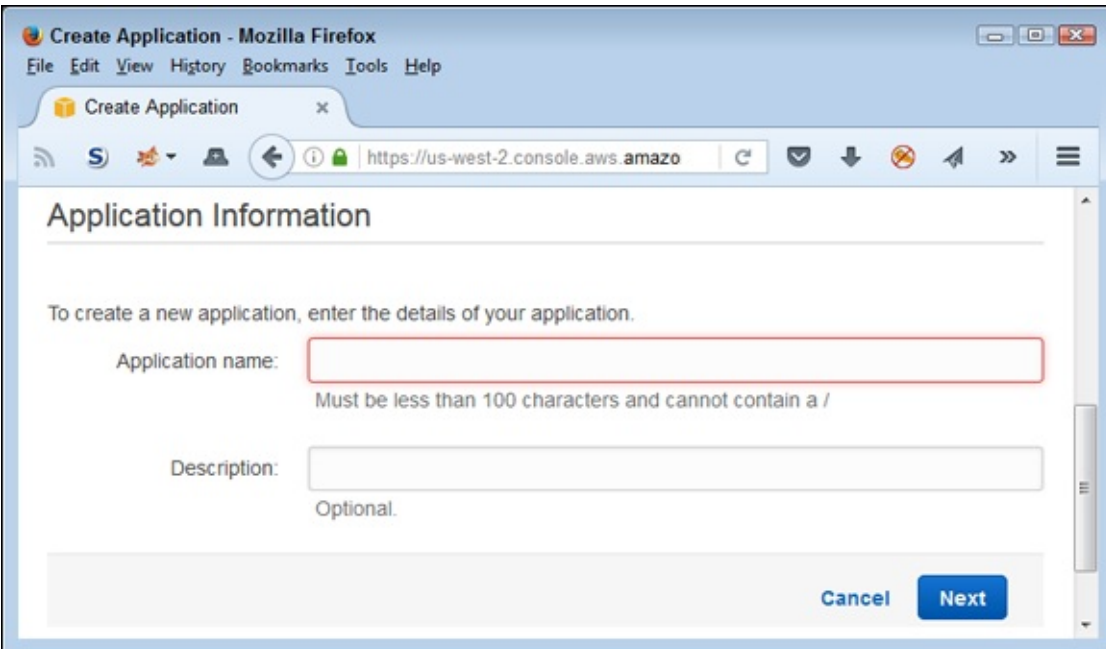 Create Application - Mozilla Firefox
File Edit View History Bookmarks Tools Help
Create Application
S
https://us-west-2.console.aws.amazo
Application Information
To create a new application, enter the details of your application.
Application name:
Must be less than 100 characters and cannot contain a /
Description:
Optional.
Cancel Next